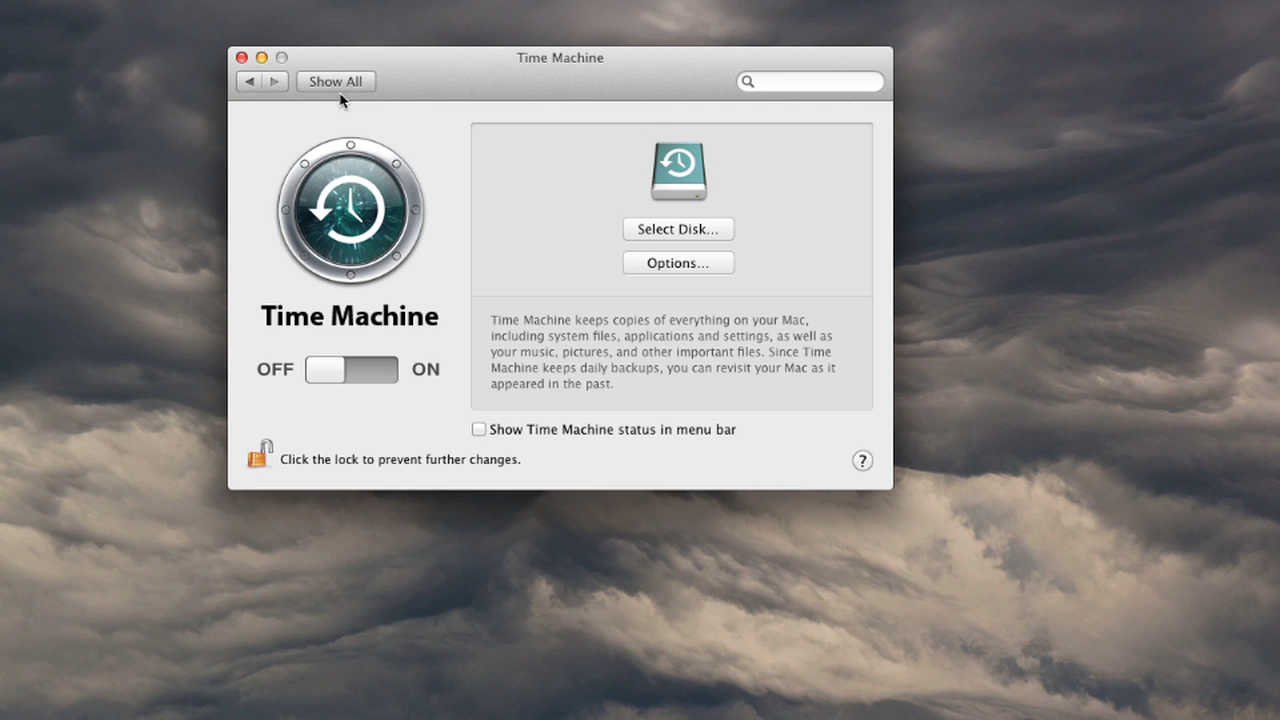 Time Machine
Show All
Select Disk...
Options...
Time Machine
Time Machine keeps copies of everything on your Mac,
including system files, applications and settings, as well as
your music, pictures, and other important files. Since Time
Machine keeps daily backups, you can revisit your Mac as it
appeared in the past.
OFF ON
Show Time Machine status in menu bar
Click the lock to prevent further changes.
?